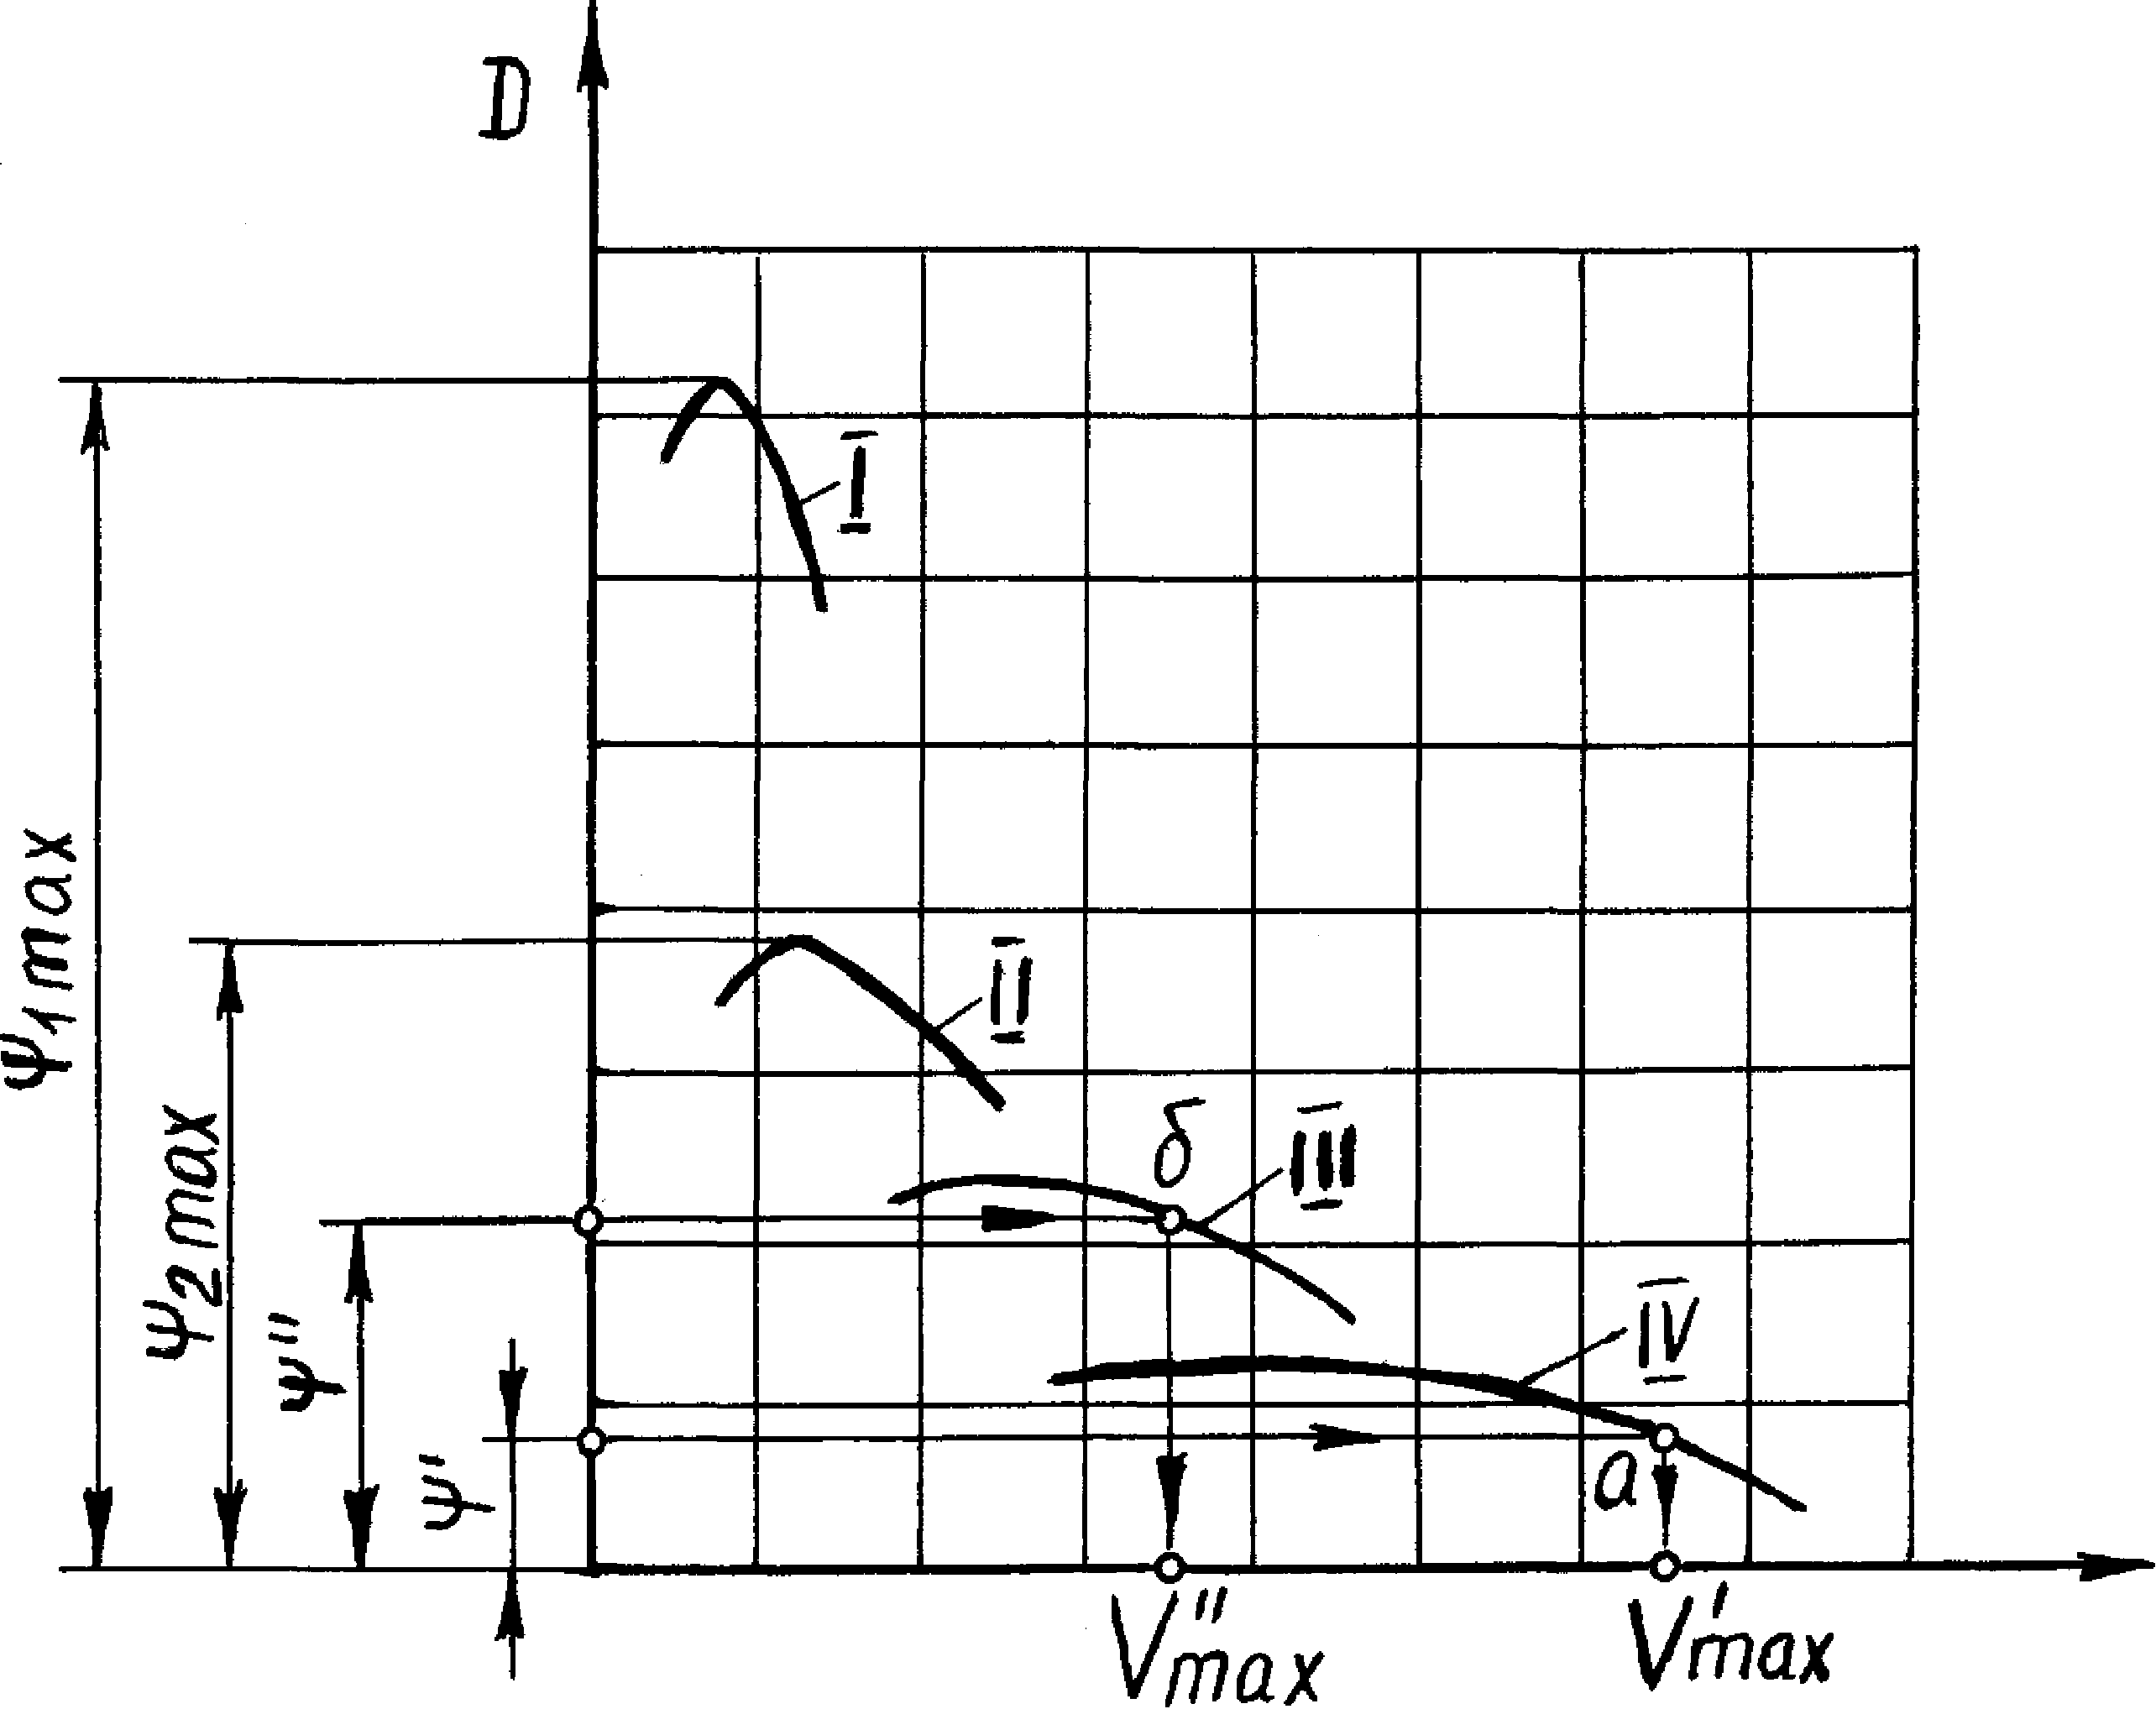 D
I
II
б
III
IV
a
ψ₁max
ψ₂max
ψ"
ψ'
V"max
V'max